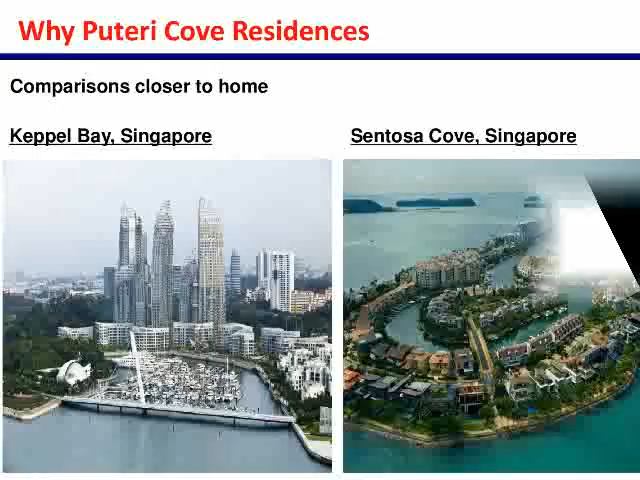 Why Puteri Cove Residences
Comparisons closer to home
Keppel Bay, Singapore
Sentosa Cove, Singapore